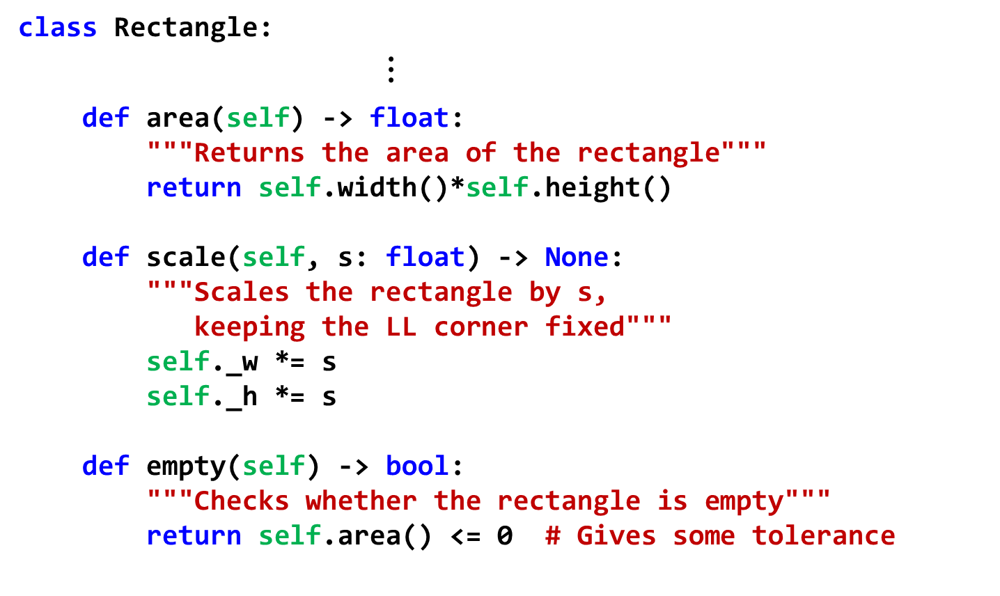 class Rectangle:
⋮
    def area(self) -> float:
        """Returns the area of the rectangle"""
        return self.width()*self.height()

    def scale(self, s: float) -> None:
        """Scales the rectangle by s,
           keeping the LL corner fixed"""
        self._w *= s
        self._h *= s

    def empty(self) -> bool:
        """Checks whether the rectangle is empty"""
        return self.area() <= 0  # Gives some tolerance